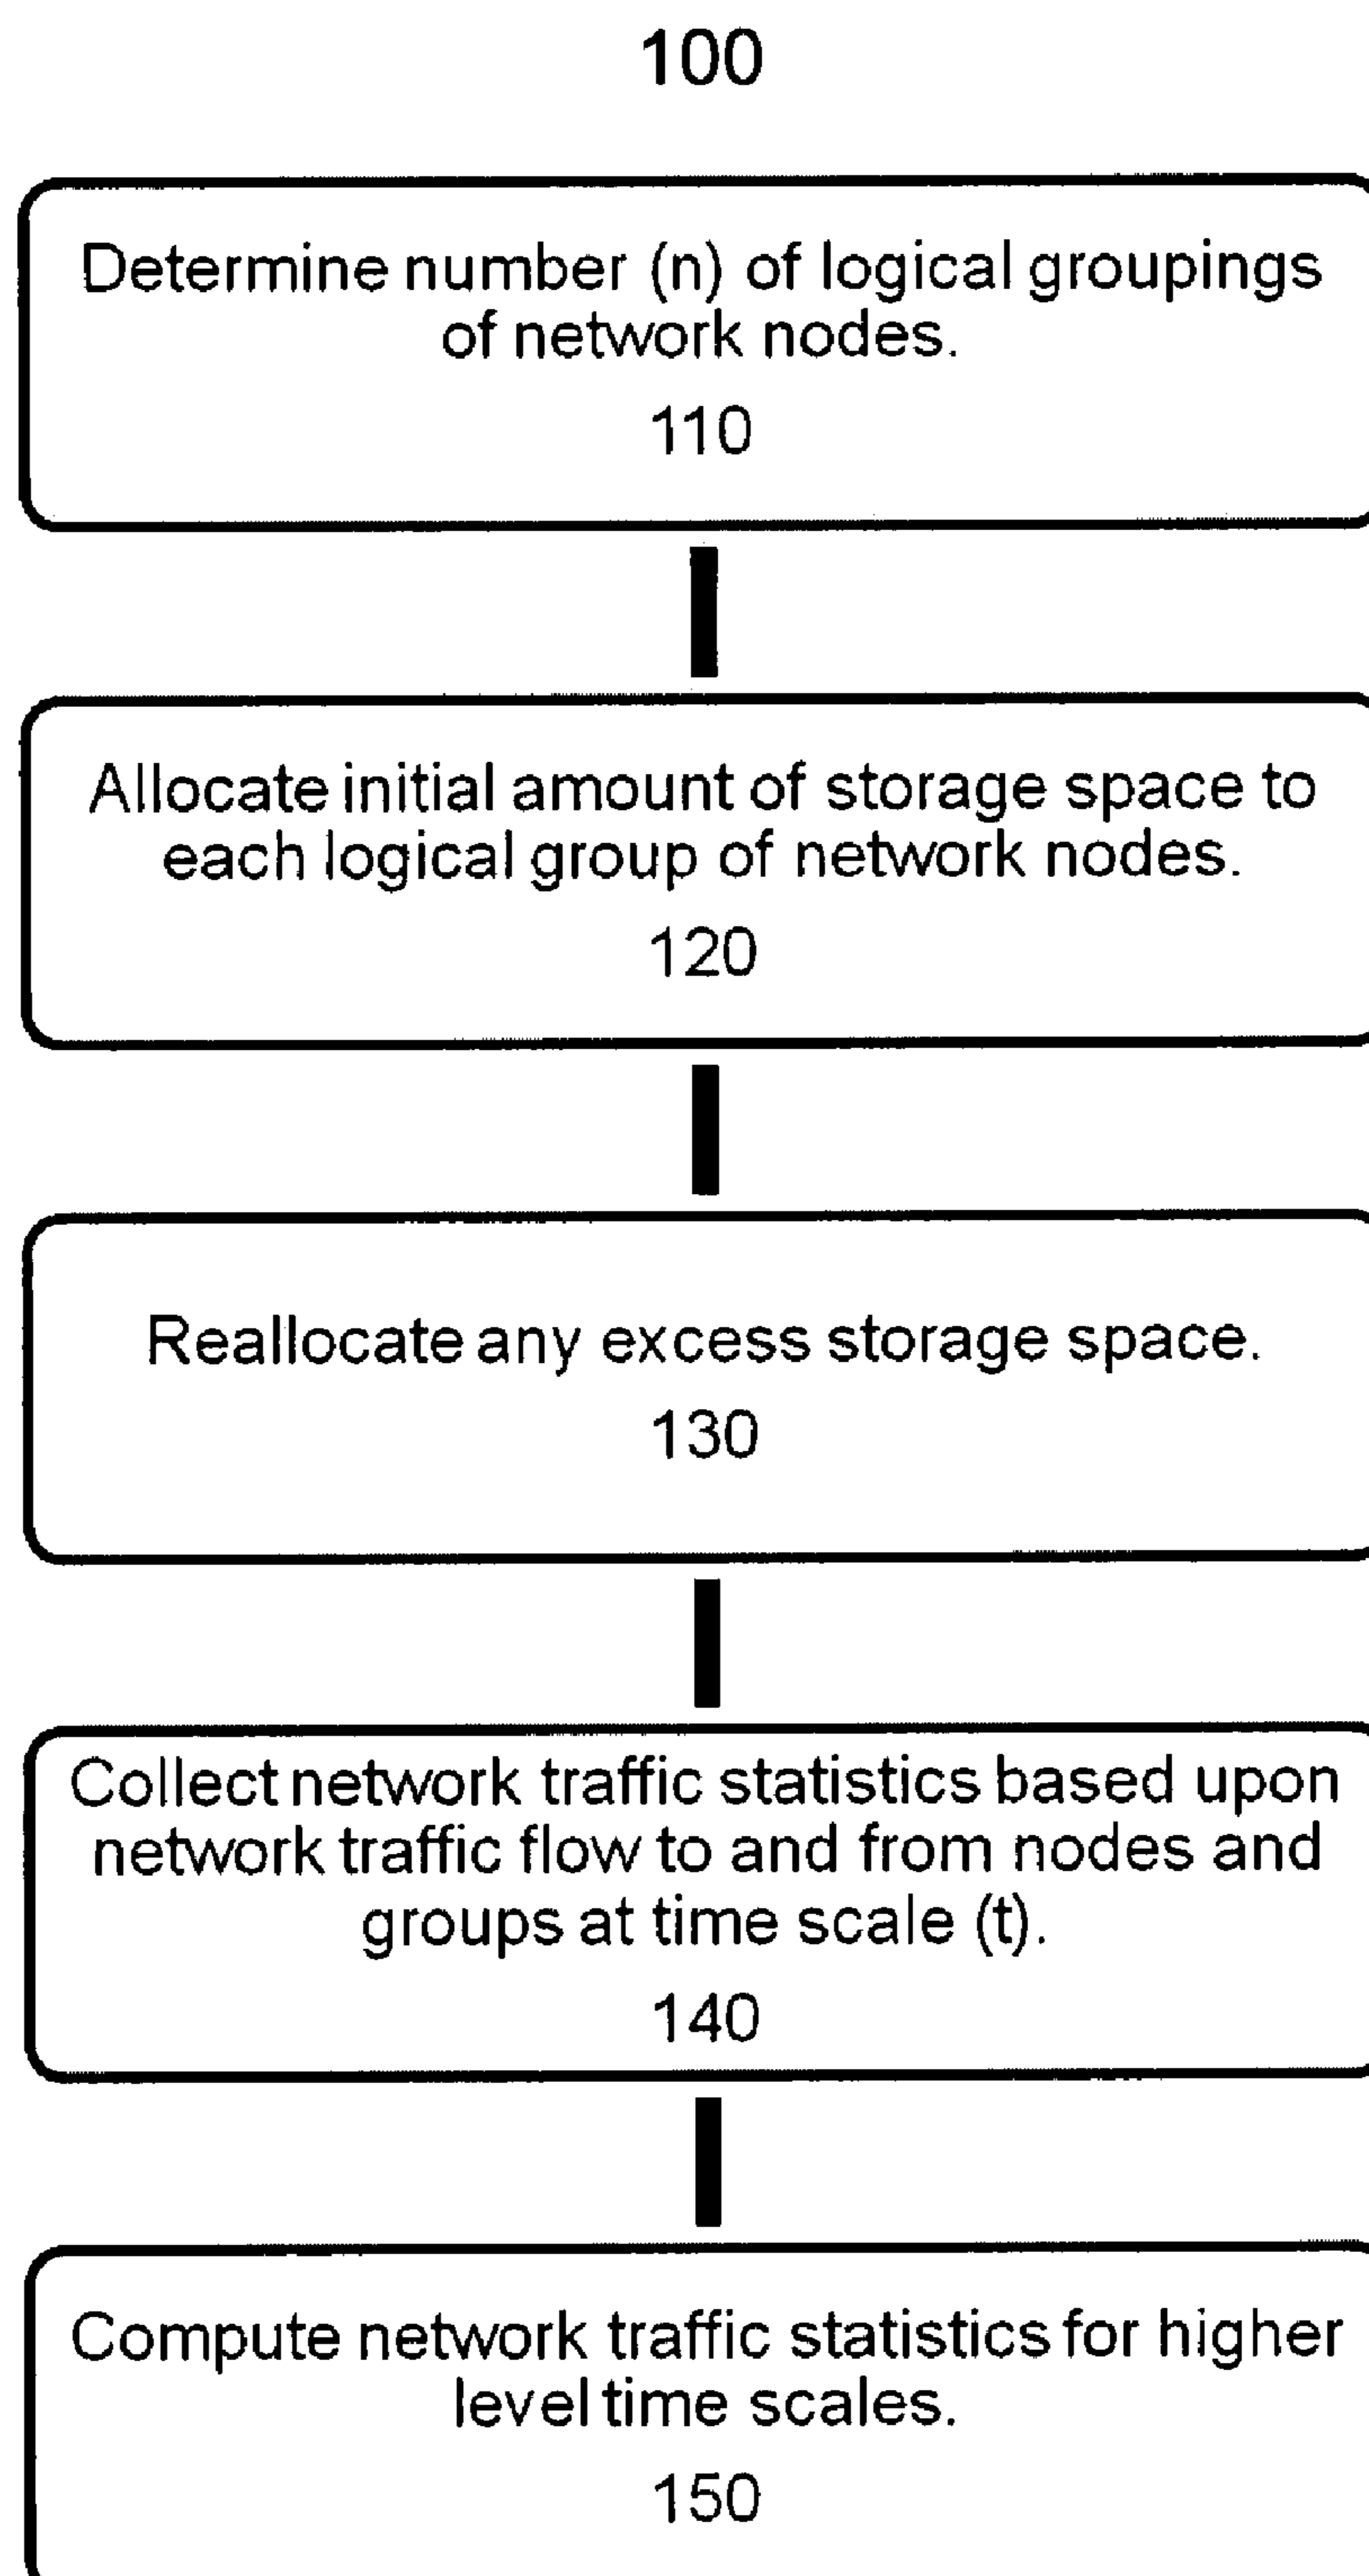 100
Determine number (n) of logical groupings
of network nodes.
110
Allocate initial amount of storage space to
each logical group of network nodes.
120
Reallocate any excess storage space.
130
Collect network traffic statistics based upon
network traffic flow to and from nodes and
groups at time scale (t).
140
Compute network traffic statistics for higher
level time scales.
150